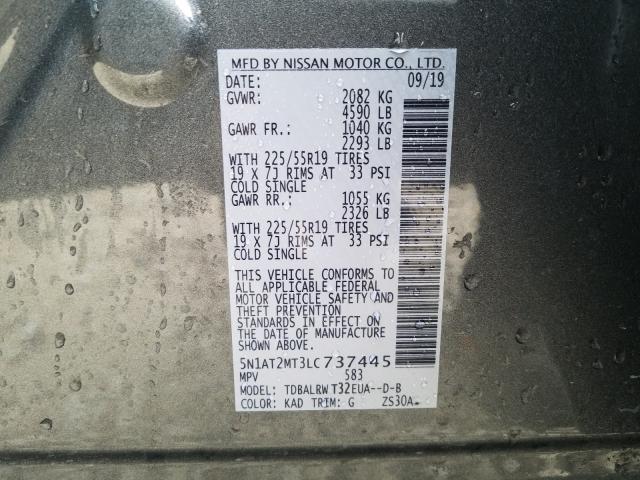 MFD BY NISSAN MOTOR CO., LTD.
DATE: 09/19
GVWR: 2082 KG
4590 LB
GAWR FR.: 1040 KG
2293 LB
WITH 225/55R19 TIRES
19 X 7J RIMS AT 33 PSI
COLD SINGLE
GAWR RR.: 1055 KG
2326 LB
WITH 225/55R19 TIRES
19 X 7J RIMS AT 33 PSI
COLD SINGLE
THIS VEHICLE CONFORMS TO
ALL APPLICABLE FEDERAL
MOTOR VEHICLE SAFETY AND
THEFT PREVENTION
STANDARDS IN EFFECT ON
THE DATE OF MANUFACTURE
SHOWN ABOVE.
5N1AT2MT3LC737445
MPV 583
MODEL: TDBALRWT32EUA--D-B
COLOR: KAD TRIM: G ZS30A